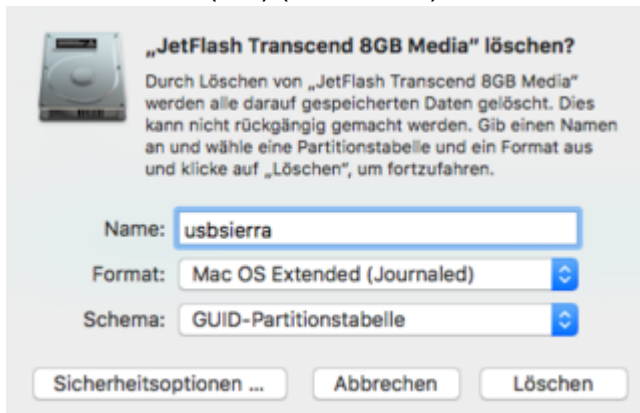 „JetFlash Transcend 8GB Media“ löschen?
Durch Löschen von „JetFlash Transcend 8GB Media“
werden alle darauf gespeicherten Daten gelöscht. Dies
kann nicht rückgängig gemacht werden. Gib einen Namen
an und wähle eine Partitionstabelle und ein Format aus
und klicke auf „Löschen“, um fortzufahren.
Name: usbsierra
Format: Mac OS Extended (Journaled)
Schema: GUID-Partitionstabelle
Sicherheitsoptionen ... Abbrechen Löschen